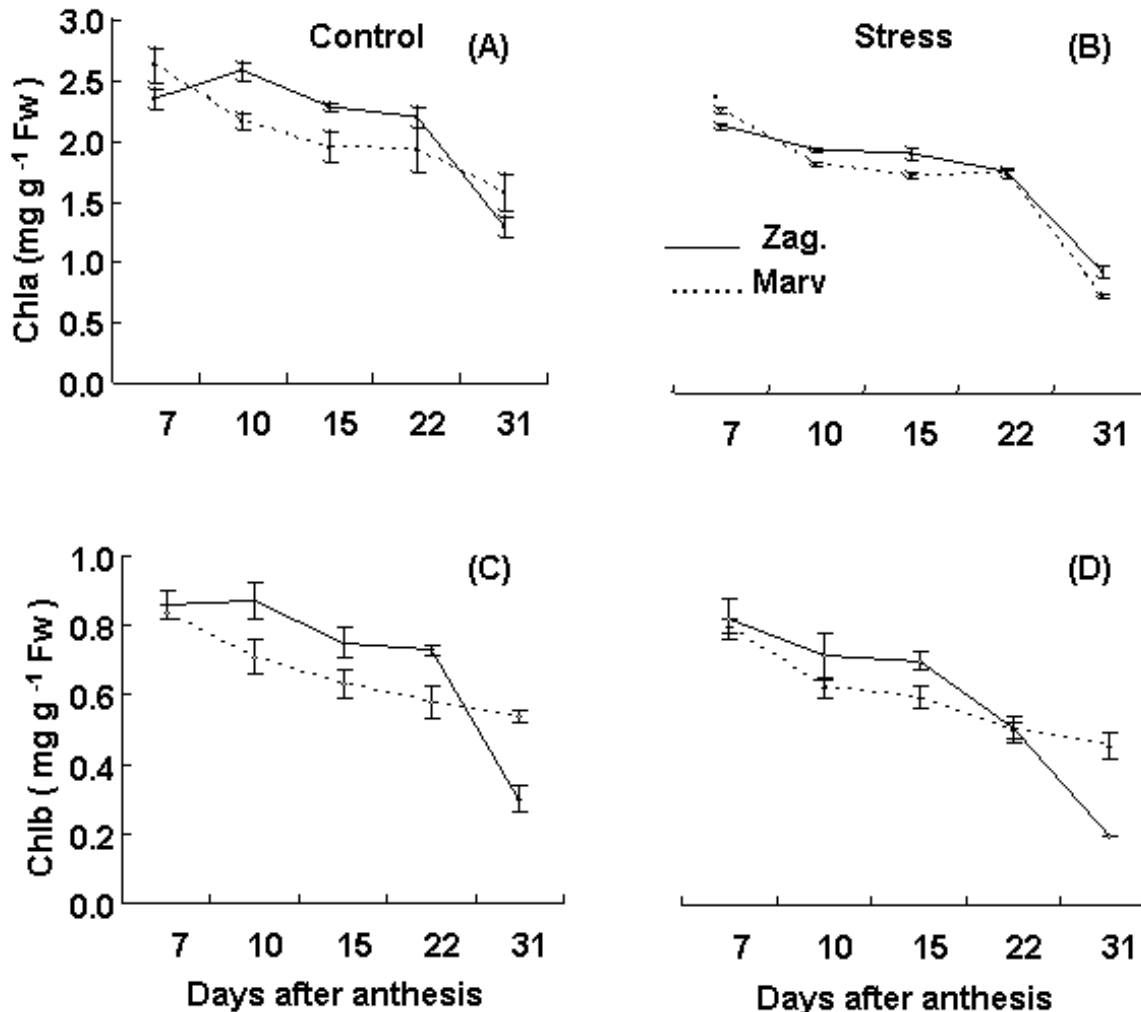 Control (A)
Stress (B)
Chla (mg g -1 Fw)
3.0
2.5
2.0
1.5
1.0
0.5
0.0
7 10 15 22 31
Zag.
Marv
7 10 15 22 31
(C)
(D)
Chlb ( mg g -1 Fw )
1.0
0.8
0.6
0.4
0.2
0.0
7 10 15 22 31
Days after anthesis
7 10 15 22 31
Days after anthesis